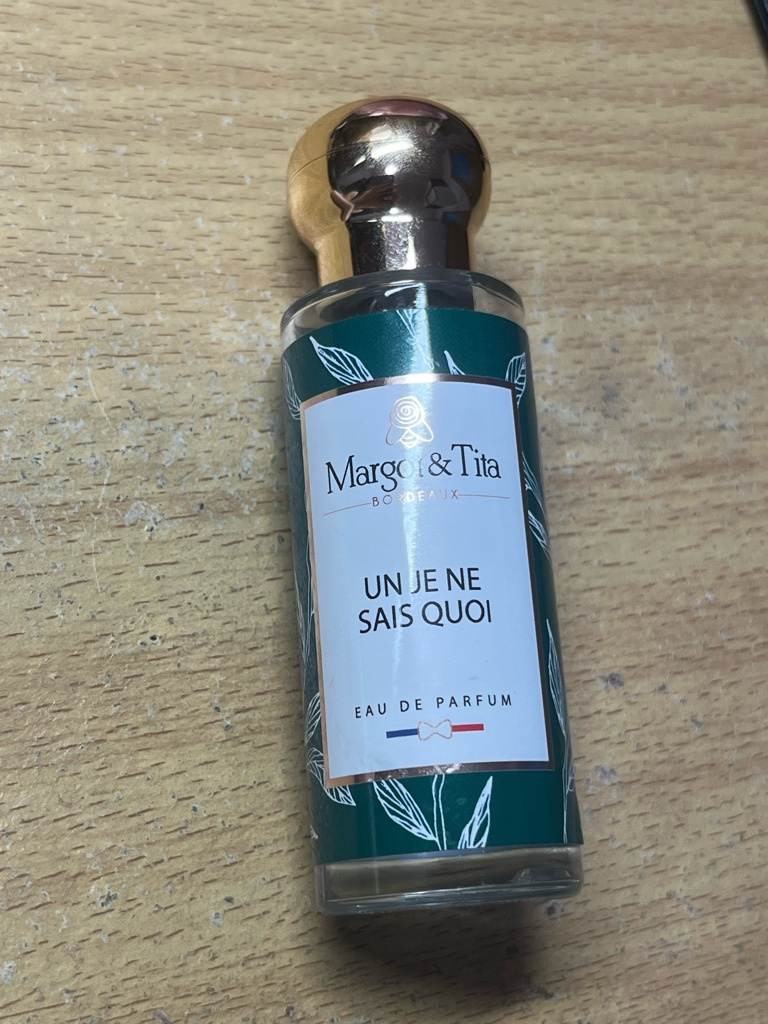 Margot & Tita
BORDEAUX
UN JE NE
SAIS QUOI
EAU DE PARFUM